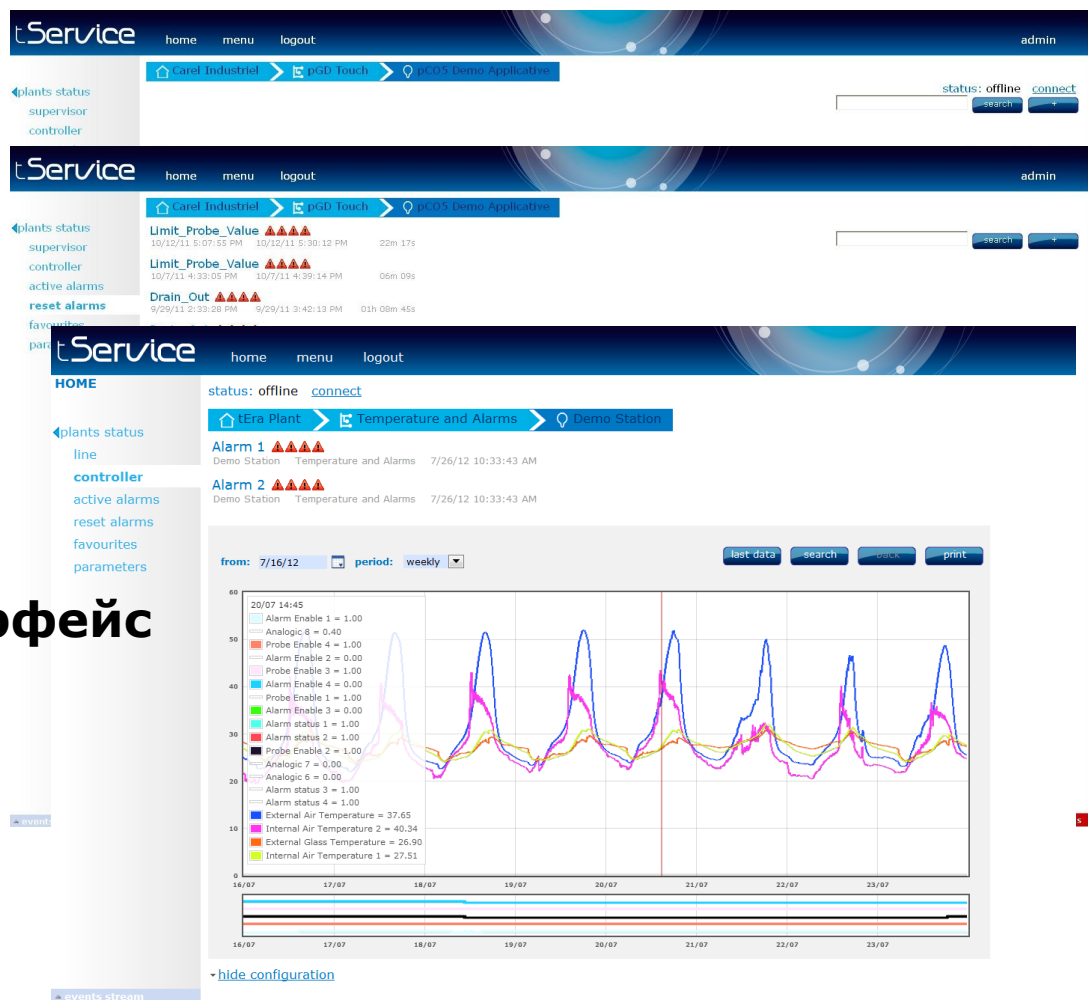 tService home menu logout admin
Carel Industriel pGD Touch pCO5 Demo Applicative
status: offline connect
plants status
search +
supervisor
controller
tService home menu logout admin
Carel Industriel pGD Touch pCO5 Demo Applicative
plants status
Limit_Probe_Value
10/12/11 5:07:55 PM 10/12/11 5:30:12 PM 22m 17s
search +
supervisor
controller
Limit_Probe_Value
10/7/11 4:33:05 PM 10/7/11 4:39:14 PM 06m 09s
active alarms
reset alarms
Drain_Out
9/29/11 2:33:28 PM 9/29/11 3:42:13 PM 01h 08m 45s
favourites
para
tService home menu logout
HOME
status: offline connect
tEra Plant Temperature and Alarms Demo Station
plants status
line
controller
active alarms
reset alarms
favourites
parameters
Alarm 1
Demo Station Temperature and Alarms 7/26/12 10:33:43 AM
Alarm 2
Demo Station Temperature and Alarms 7/26/12 10:33:43 AM
from: 7/16/12 period: weekly last data search back print
рфейс
20/07 14:45
Alarm Enable 1 = 1.00
Analogic 8 = 0.40
Probe Enable 4 = 1.00
Alarm Enable 2 = 0.00
Probe Enable 3 = 1.00
Alarm Enable 4 = 0.00
Probe Enable 1 = 1.00
Alarm Enable 3 = 0.00
Alarm status 1 = 1.00
Alarm status 2 = 1.00
Probe Enable 2 = 1.00
Analogic 7 = 0.00
Analogic 6 = 0.00
Alarm status 3 = 1.00
Alarm status 4 = 1.00
External Air Temperature = 37.65
Internal Air Temperature 2 = 40.34
External Glass Temperature = 26.90
Internal Air Temperature 1 = 27.51
60
50
40
30
20
10
0
16/07 17/07 18/07 19/07 20/07 21/07 22/07 23/07
16/07 17/07 18/07 19/07 20/07 21/07 22/07 23/07
events
s
hide configuration
events stream